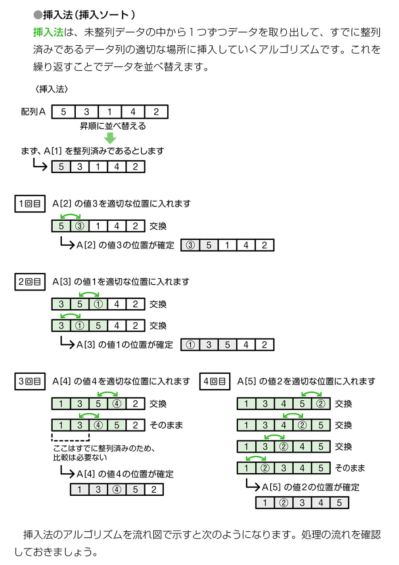 ●挿入法（挿入ソート）
挿入法は、未整列データの中から1つずつデータを取り出して、すでに整列
済みであるデータ列の適切な場所に挿入していくアルゴリズムです。これを
繰り返すことでデータを並べ替えます。
〈挿入法〉
配列A 5 3 1 4 2
昇順に並べ替える
まず、A[1] を整列済みであるとします
5 3 1 4 2
1回目 A[2] の値3を適切な位置に入れます
5 ③ 1 4 2 交換
A[2] の値3の位置が確定 ③ 5 1 4 2
2回目 A[3] の値1を適切な位置に入れます
3 5 ① 4 2 交換
3 ① 5 4 2 交換
A[3] の値1の位置が確定 ① 3 5 4 2
3回目 A[4] の値4を適切な位置に入れます
1 3 5 ④ 2 交換
1 3 ④ 5 2 そのまま
ここはすでに整列済みのため、
比較は必要ない
A[4] の値4の位置が確定
1 3 ④ 5 2
4回目 A[5] の値2を適切な位置に入れます
1 3 4 5 ② 交換
1 3 4 ② 5 交換
1 3 ② 4 5 交換
1 ② 3 4 5 そのまま
A[5] の値2の位置が確定
1 ② 3 4 5
挿入法のアルゴリズムを流れ図で示すと次のようになります。処理の流れを確認
しておきましょう。